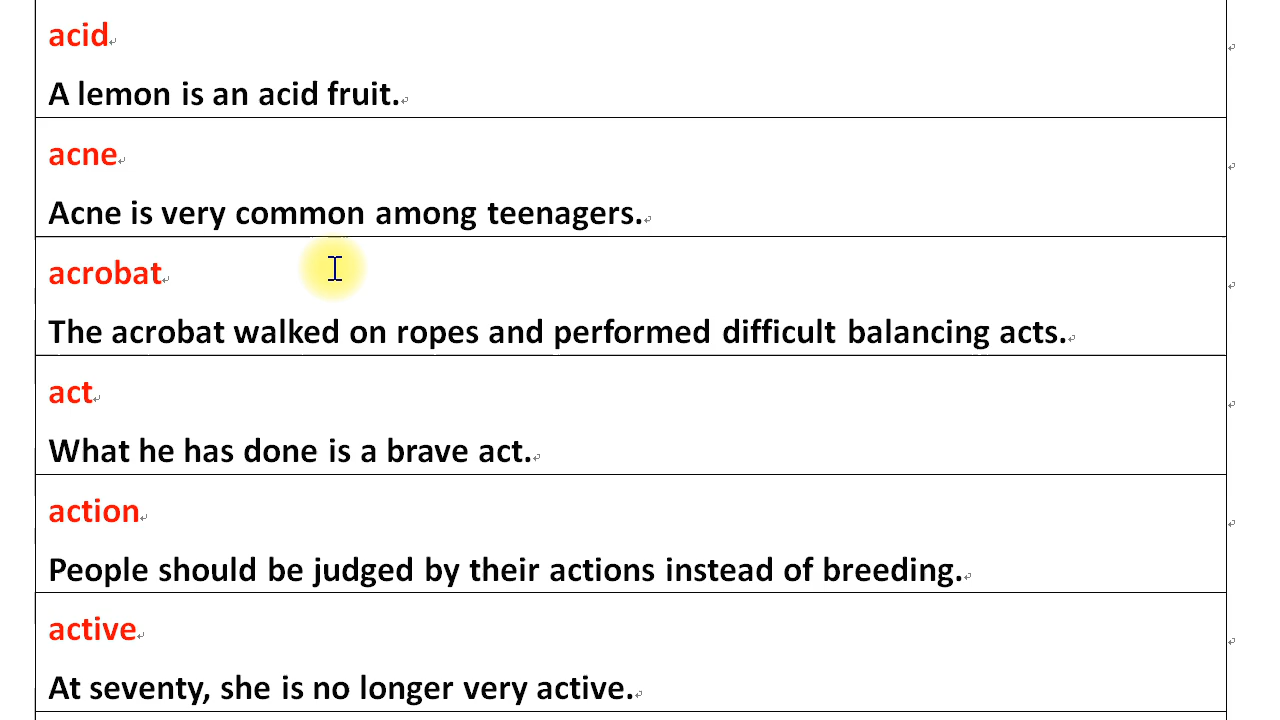 acid
A lemon is an acid fruit.
acne
Acne is very common among teenagers.
acrobat
The acrobat walked on ropes and performed difficult balancing acts.
act
What he has done is a brave act.
action
People should be judged by their actions instead of breeding.
active
At seventy, she is no longer very active.